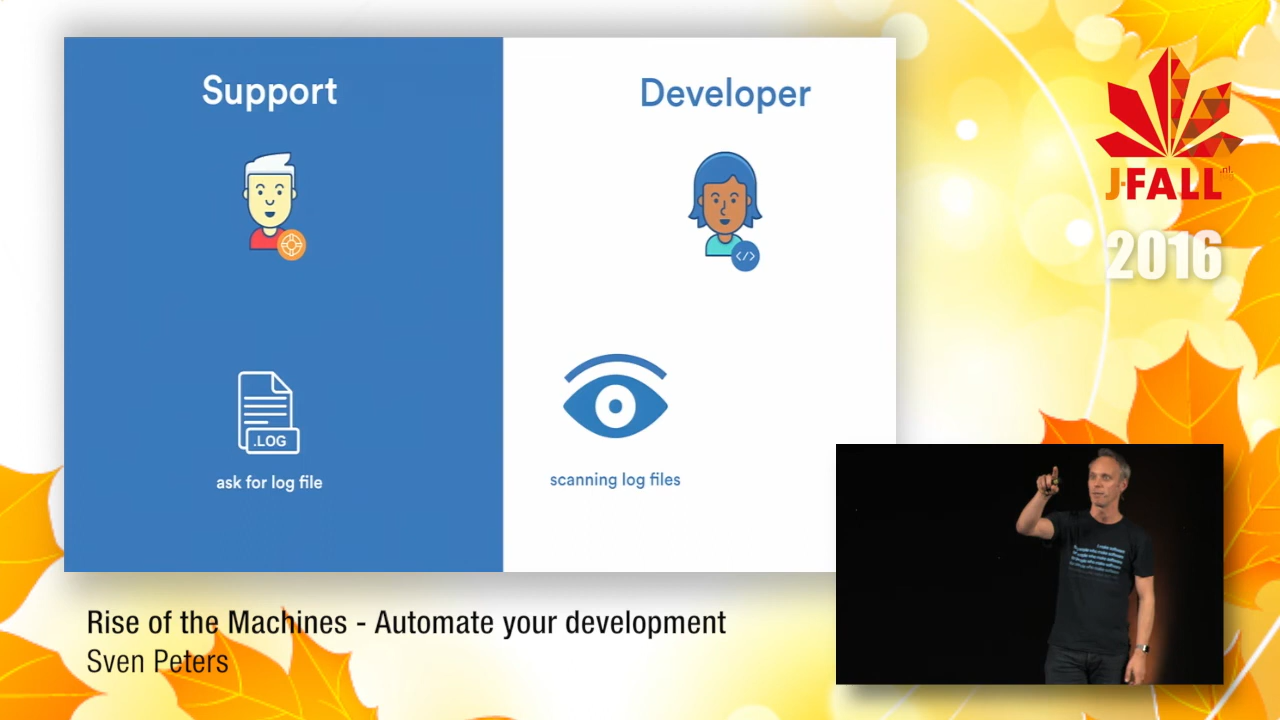 Support
Developer
</>
.LOG
ask for log file
scanning log files
J-FALL.nl
2016
Rise of the Machines - Automate your development
Sven Peters